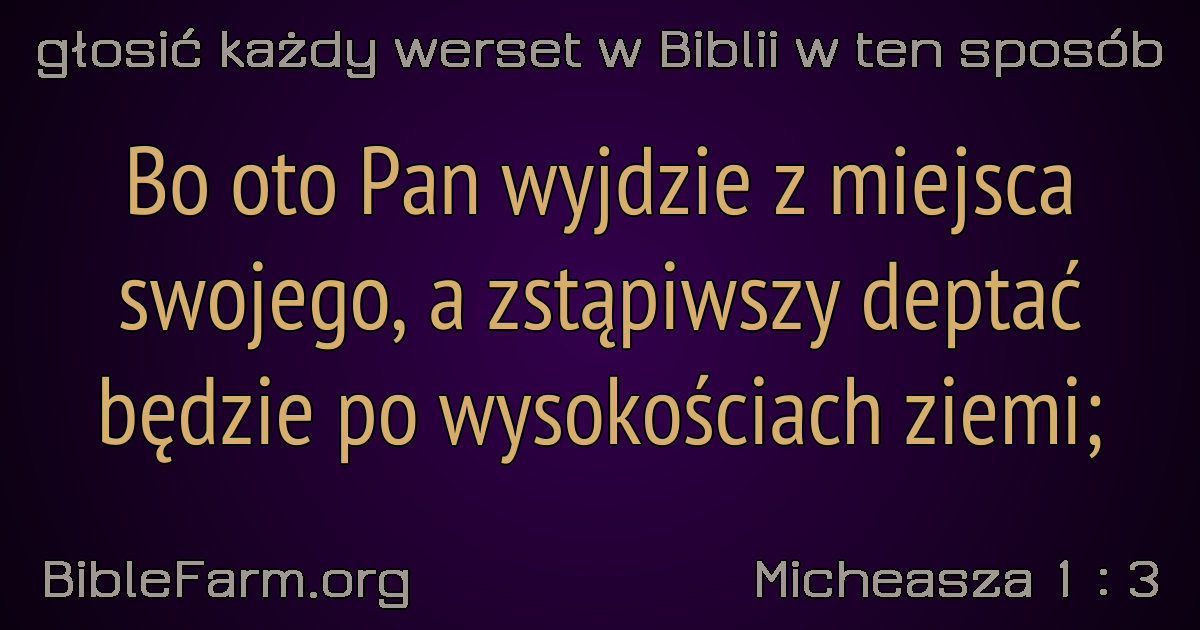 głosić każdy werset w Biblii w ten sposób
Bo oto Pan wyjdzie z miejsca
swojego, a zstąpiwszy deptać
będzie po wysokościach ziemi;
BibleFarm.org
Micheasza 1 : 3